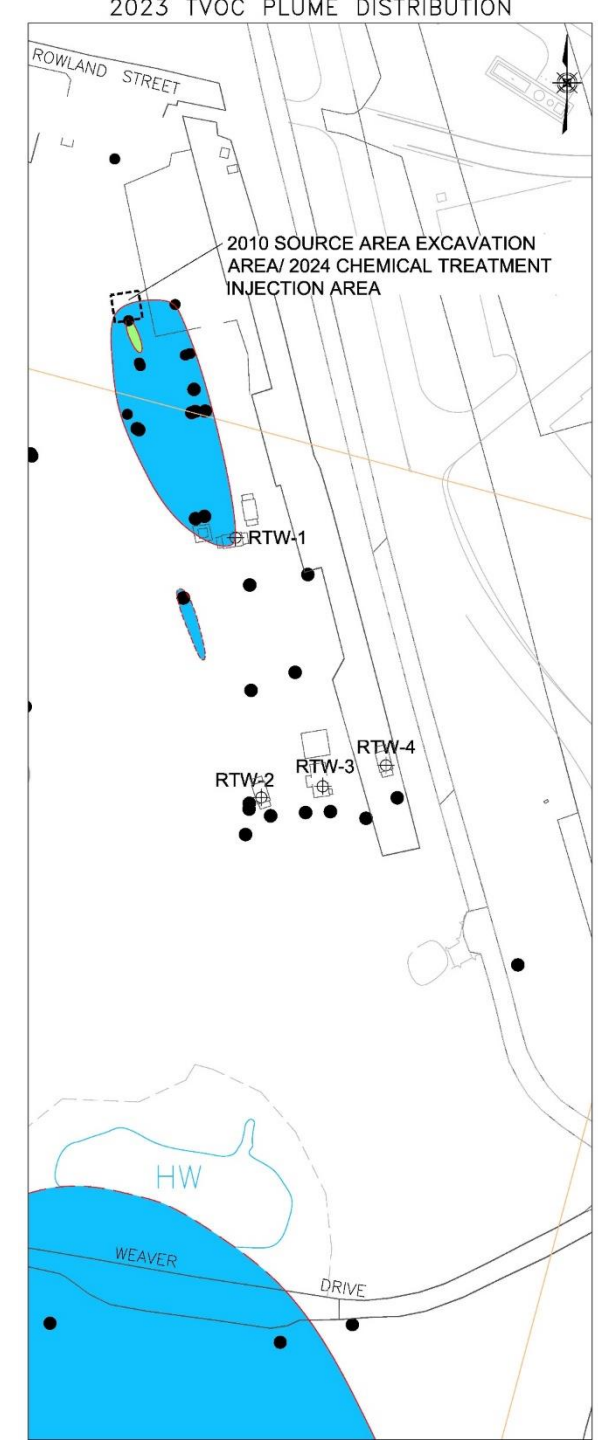 2023 TVOC PLUME DISTRIBUTION
ROWLAND STREET
2010 SOURCE AREA EXCAVATION
AREA/ 2024 CHEMICAL TREATMENT
INJECTION AREA
RTW-1
RTW-4
RTW-3
RTW-2
HW
WEAVER
DRIVE